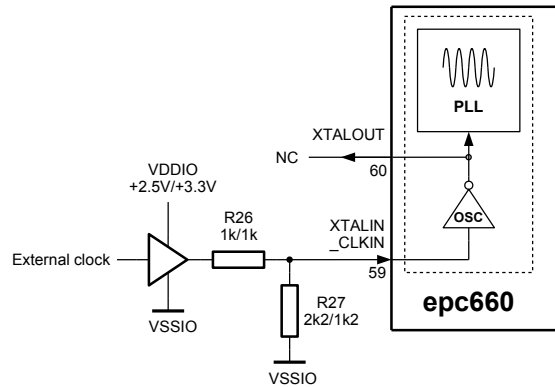 PLL
XTALOUT
NC
60
VDDIO
+2.5V/+3.3V
R26
1k/1k
XTALIN
_CLKIN
OSC
External clock
59
R27
2k2/1k2
epc660
VSSIO
VSSIO